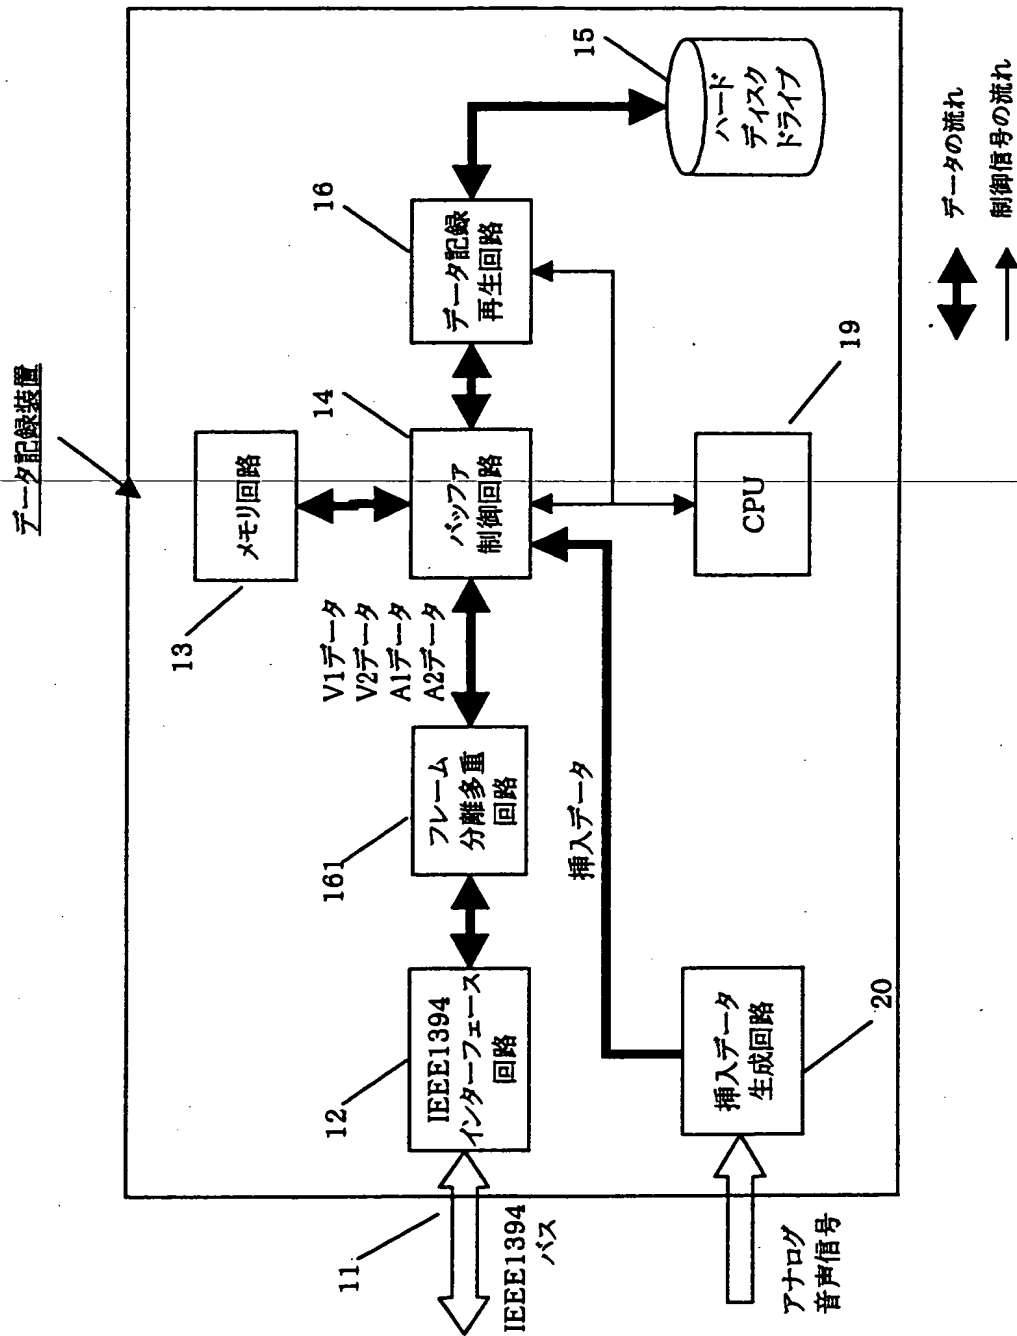 データ記録装置
11
IEEE1394
バス
12
IEEE1394
インターフェース
回路
161
フレーム
分離多重
回路
V1データ
V2データ
A1データ
A2データ
13
メモリ回路
14
バッファ
制御回路
16
データ記録
再生回路
15
ハード
ディスク
ドライブ
アナログ
音声信号
挿入データ
生成回路
20
挿入データ
CPU
19
データの流れ
制御信号の流れ